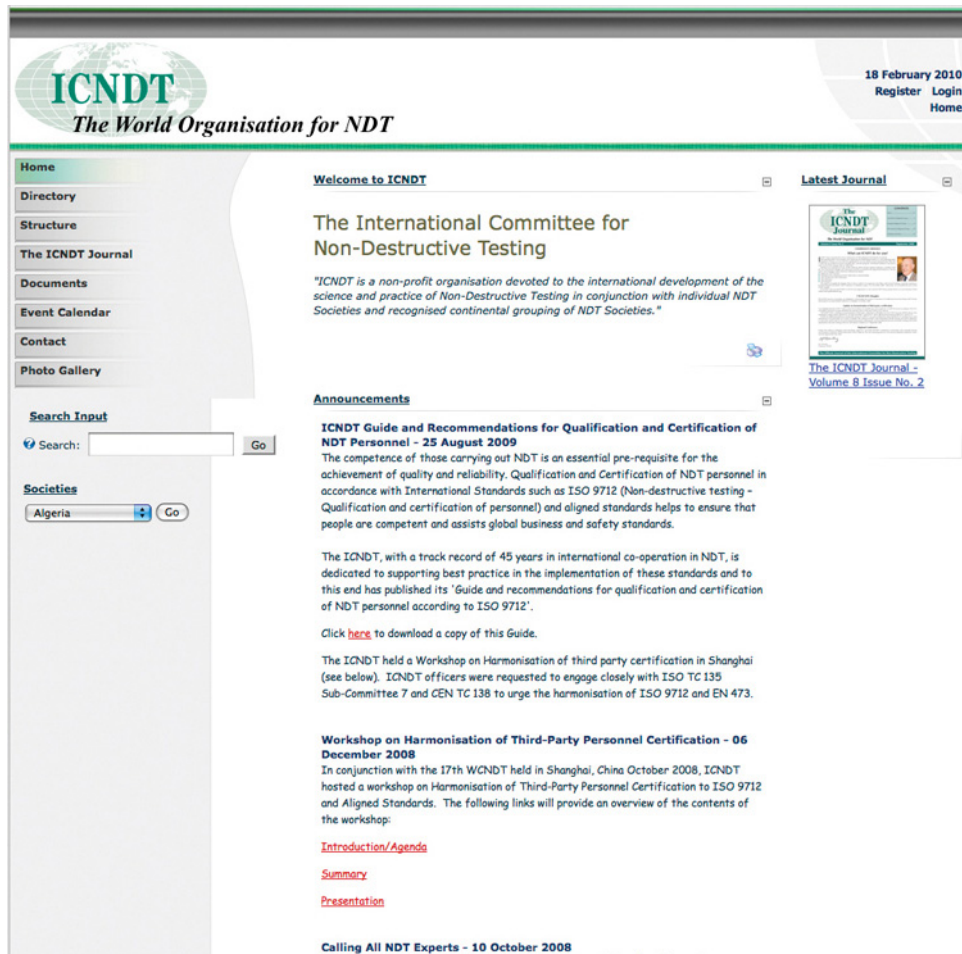 ICNDT
The World Organisation for NDT
18 February 2010
Register Login
Home
Home
Directory
Structure
The ICNDT Journal
Documents
Event Calendar
Contact
Photo Gallery
Search Input
Search:
Go
Societies
Algeria
Go
Welcome to ICNDT
The International Committee for
Non-Destructive Testing
"ICNDT is a non-profit organisation devoted to the international development of the
science and practice of Non-Destructive Testing in conjunction with individual NDT
Societies and recognised continental grouping of NDT Societies."
Announcements
ICNDT Guide and Recommendations for Qualification and Certification of
NDT Personnel - 25 August 2009
The competence of those carrying out NDT is an essential pre-requisite for the
achievement of quality and reliability. Qualification and Certification of NDT personnel in
accordance with International Standards such as ISO 9712 (Non-destructive testing –
Qualification and certification of personnel) and aligned standards helps to ensure that
people are competent and assists global business and safety standards.
The ICNDT, with a track record of 45 years in international co-operation in NDT, is
dedicated to supporting best practice in the implementation of these standards and to
this end has published its 'Guide and recommendations for qualification and certification
of NDT personnel according to ISO 9712'.
Click here to download a copy of this Guide.
The ICNDT held a Workshop on Harmonisation of third party certification in Shanghai
(see below). ICNDT officers were requested to engage closely with ISO TC 135
Sub-Committee 7 and CEN TC 138 to urge the harmonisation of ISO 9712 and EN 473.
Workshop on Harmonisation of Third-Party Personnel Certification - 06
December 2008
In conjunction with the 17th WCNDT held in Shanghai, China October 2008, ICNDT
hosted a workshop on Harmonisation of Third-Party Personnel Certification to ISO 9712
and Aligned Standards. The following links will provide an overview of the contents of
the workshop:
Introduction/Agenda
Summary
Presentation
Calling All NDT Experts - 10 October 2008
Latest Journal
The
ICNDT
Journal
The ICNDT Journal -
Volume 8 Issue No. 2